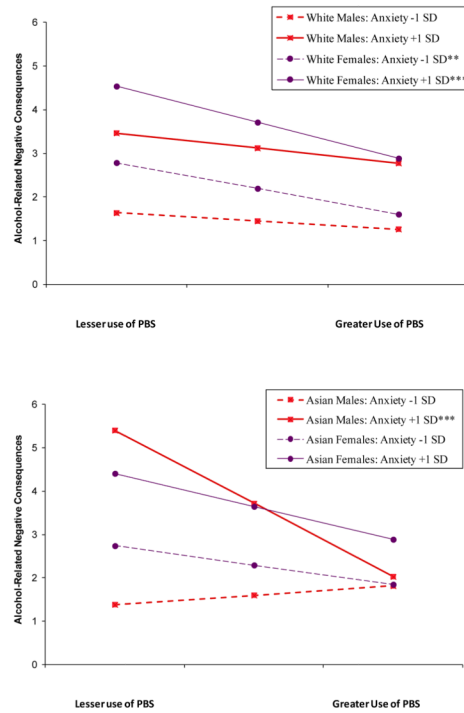 White Males: Anxiety -1 SD
White Males: Anxiety +1 SD
White Females: Anxiety -1 SD**
White Females: Anxiety +1 SD***
Alcohol-Related Negative Consequences
6
5
4
3
2
1
0
Lesser use of PBS Greater Use of PBS
Asian Males: Anxiety -1 SD
Asian Males: Anxiety +1 SD***
Asian Females: Anxiety -1 SD
Asian Females: Anxiety +1 SD
Alcohol-Related Negative Consequences
6
5
4
3
2
1
0
Lesser use of PBS Greater Use of PBS